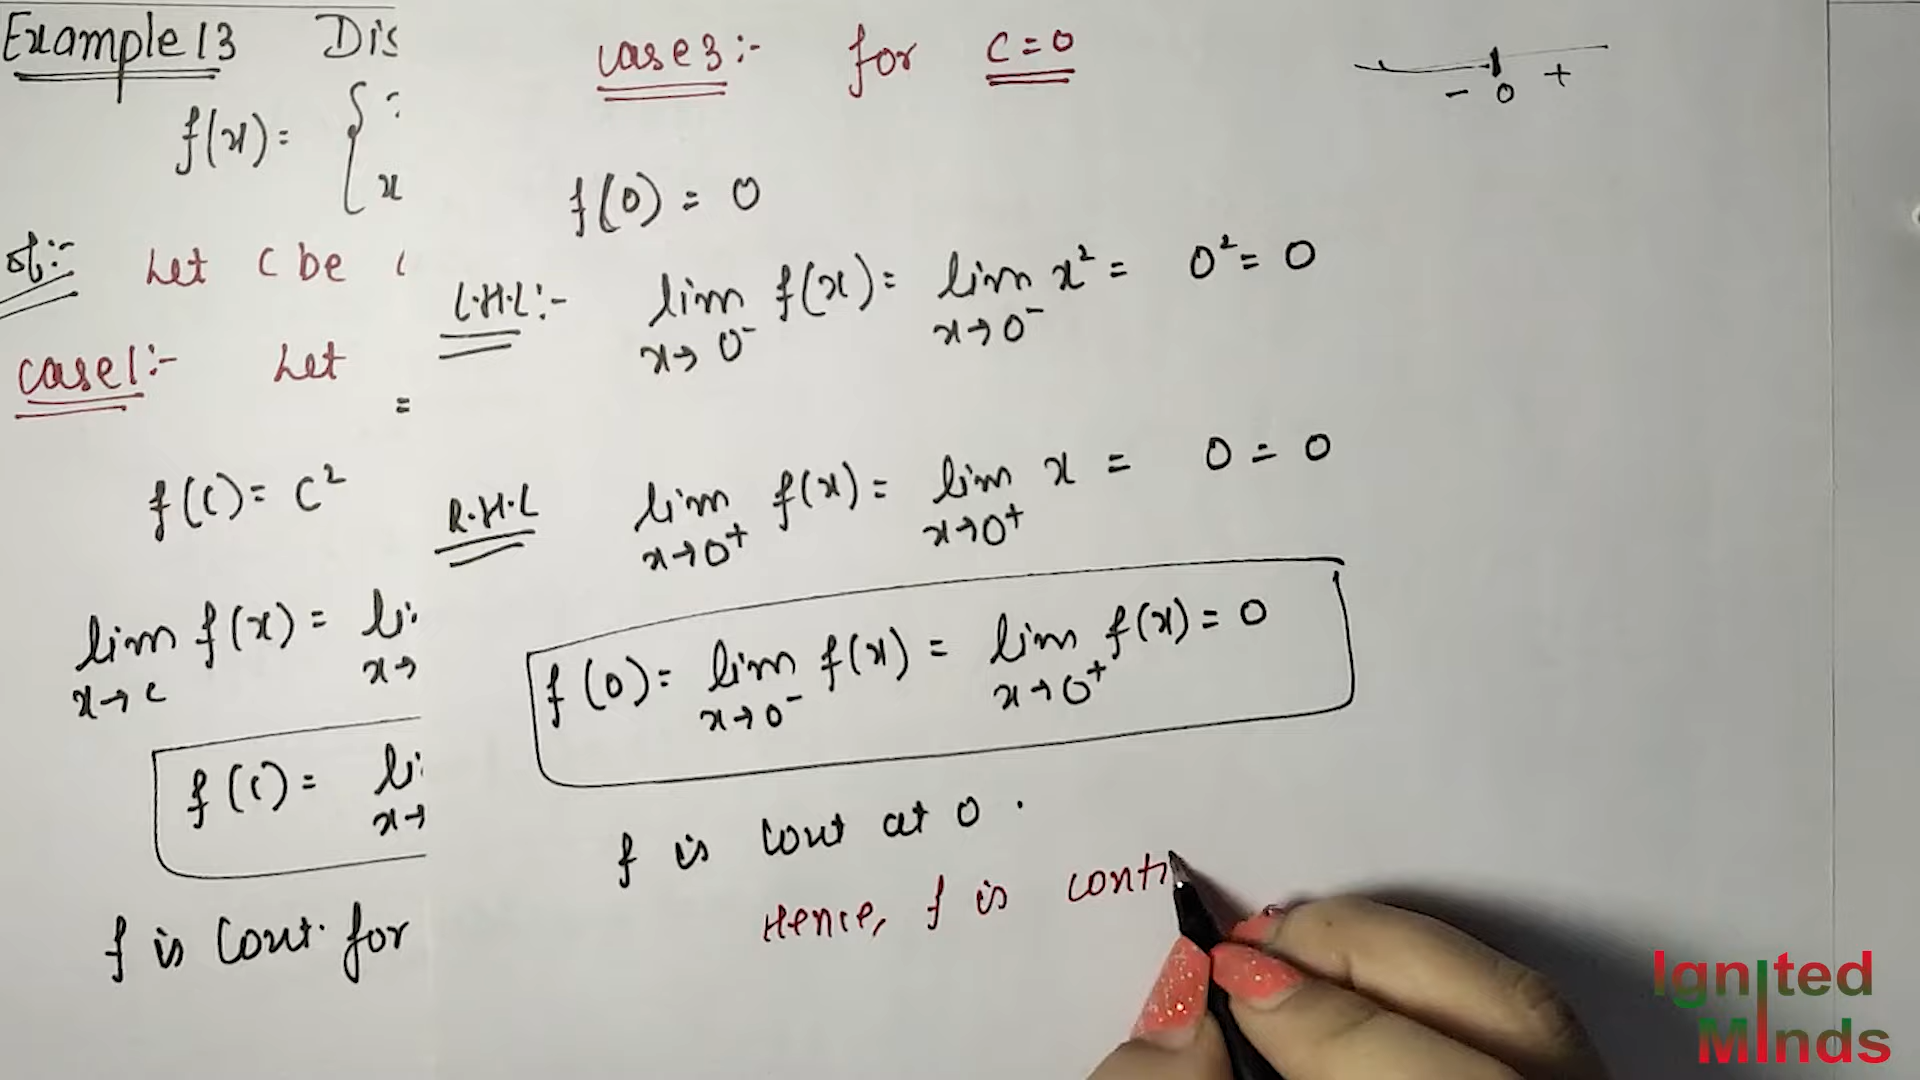 Example 13 Dis
f(x) = {
x
Let C be
Case 1:- Let
=
f(c) = c²
lim f(x) = li
x→c x→
f(c) = li
x→
f is Cont. for
Case 3:- for c = 0
- 0 +
f(0) = 0
L.H.L:- lim f(x) = lim x² = 0² = 0
x→0⁻ x→0⁻
R.H.L lim f(x) = lim x = 0 = 0
x→0⁺ x→0⁺
f(0) = lim f(x) = lim f(x) = 0
x→0⁻ x→0⁺
f is Cont at 0.
Hence, f is conti
Ignited
Minds